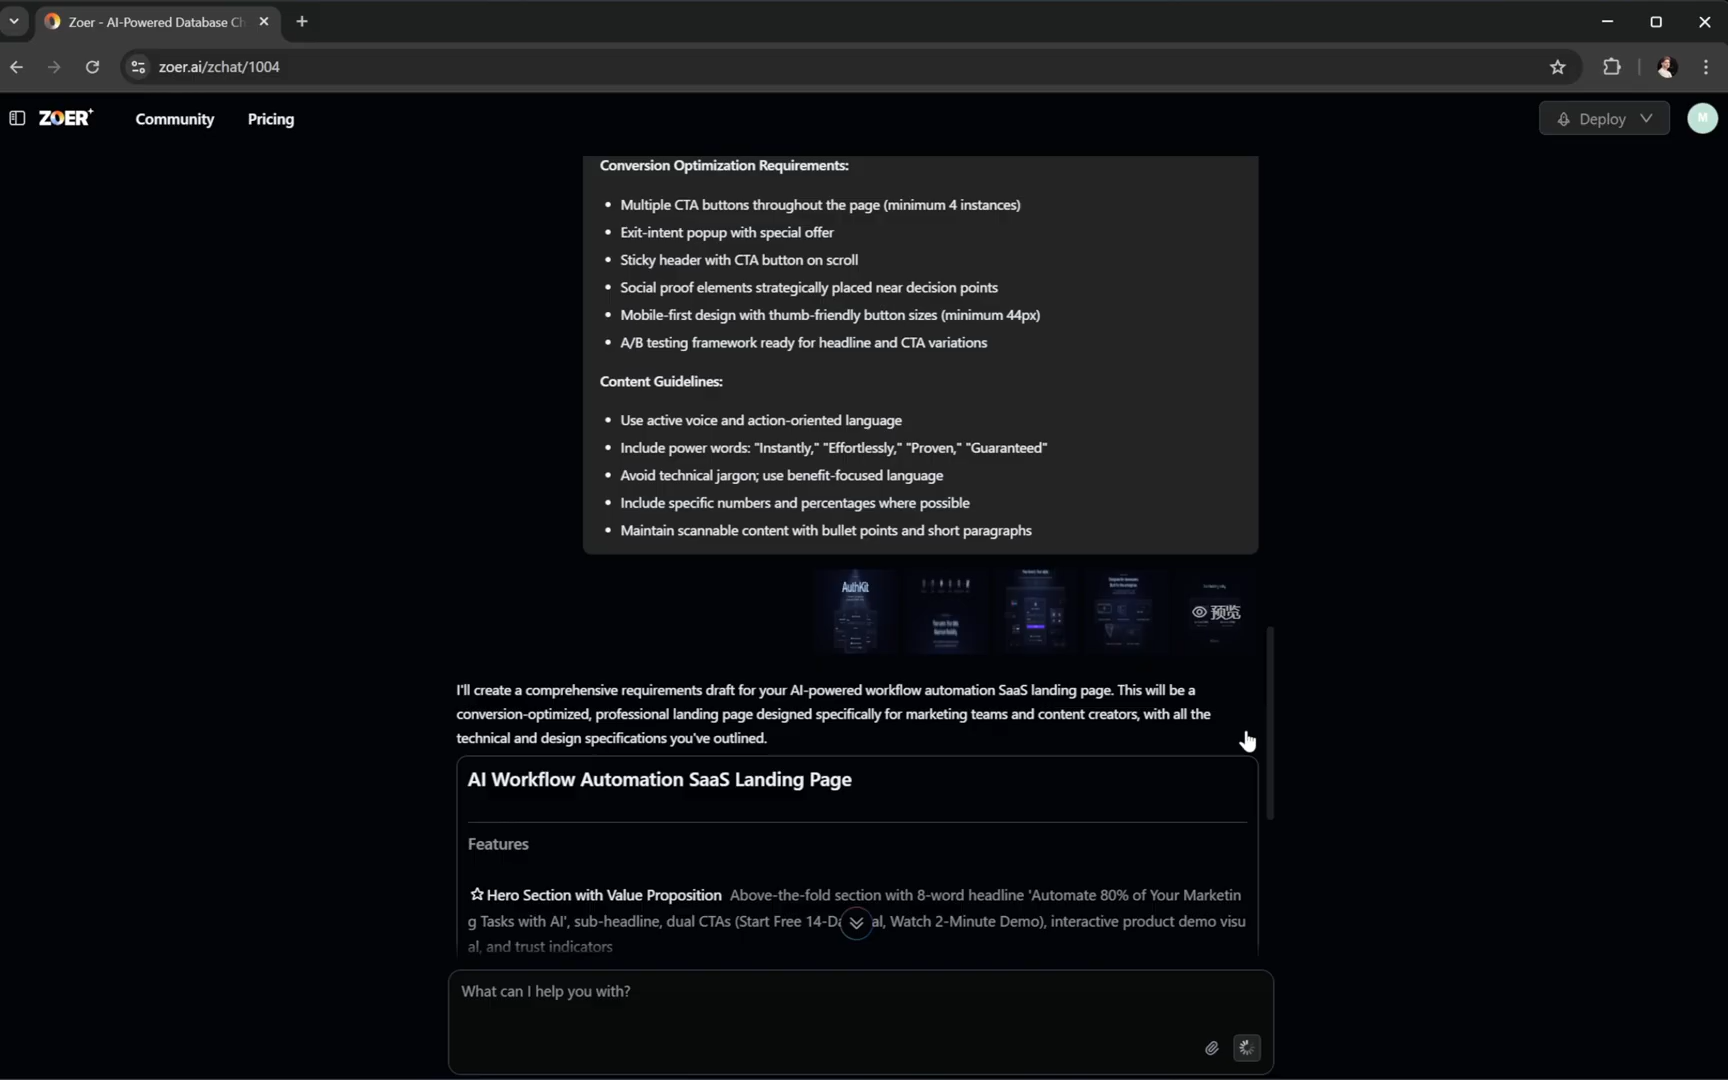 Zoer - AI-Powered Database Ch
zoer.ai/zchat/1004
ZOER
Community
Pricing
Deploy
M
Conversion Optimization Requirements:
• Multiple CTA buttons throughout the page (minimum 4 instances)
• Exit-intent popup with special offer
• Sticky header with CTA button on scroll
• Social proof elements strategically placed near decision points
• Mobile-first design with thumb-friendly button sizes (minimum 44px)
• A/B testing framework ready for headline and CTA variations
Content Guidelines:
• Use active voice and action-oriented language
• Include power words: "Instantly," "Effortlessly," "Proven," "Guaranteed"
• Avoid technical jargon; use benefit-focused language
• Include specific numbers and percentages where possible
• Maintain scannable content with bullet points and short paragraphs
AuthKit
预览
I'll create a comprehensive requirements draft for your AI-powered workflow automation SaaS landing page. This will be a
conversion-optimized, professional landing page designed specifically for marketing teams and content creators, with all the
technical and design specifications you've outlined.
AI Workflow Automation SaaS Landing Page
Features
Hero Section with Value Proposition Above-the-fold section with 8-word headline 'Automate 80% of Your Marketin
g Tasks with AI', sub-headline, dual CTAs (Start Free 14-Da al, Watch 2-Minute Demo), interactive product demo visu
al, and trust indicators
What can I help you with?